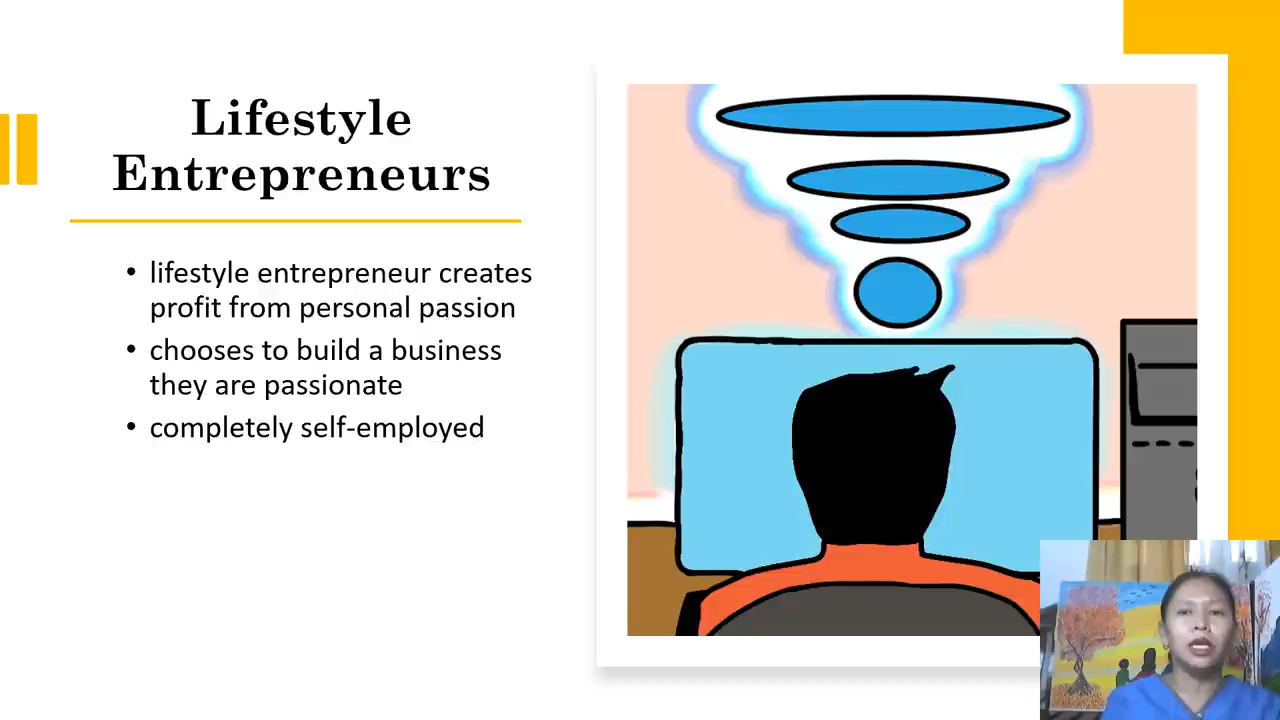 Lifestyle
Entrepreneurs
• lifestyle entrepreneur creates
profit from personal passion
• chooses to build a business
they are passionate
• completely self-employed